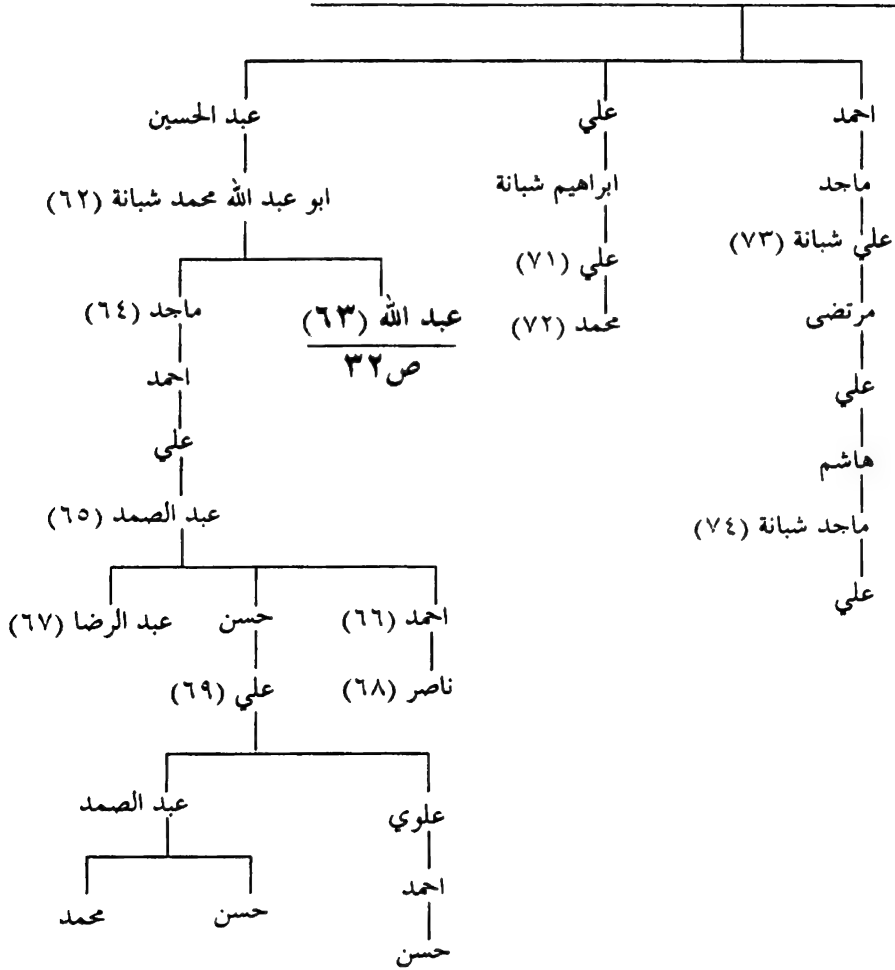 احمد علي عبد الحسين
ماجد ابراهيم شبانة ابو عبد الله محمد شبانة (٦٢)
علي شبانة (٧٣) علي (٧١)
مرتضى محمد (٧٢) عبد الله (٦٣) ماجد (٦٤)
ص٣٢
علي احمد
هاشم علي
ماجد شبانة (٧٤) عبد الصمد (٦٥)
علي احمد (٦٦) حسن عبد الرضا (٦٧)
ناصر (٦٨) علي (٦٩)
علوي عبد الصمد
احمد حسن محمد
حسن